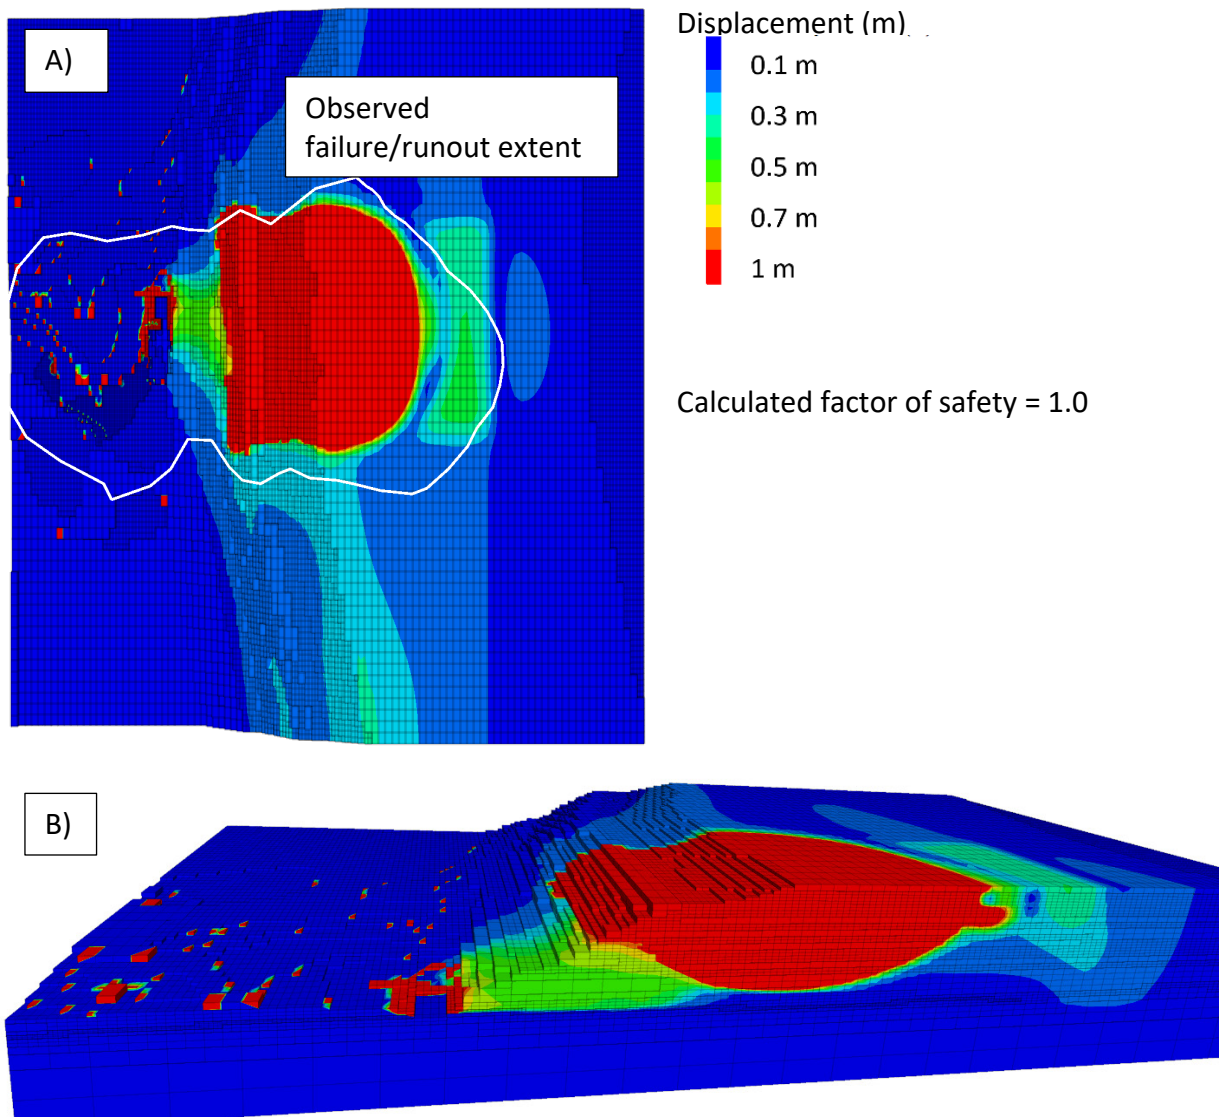 A)
Observed
failure/runout extent
Displacement (m)
0.1 m
0.3 m
0.5 m
0.7 m
1 m
Calculated factor of safety = 1.0
B)